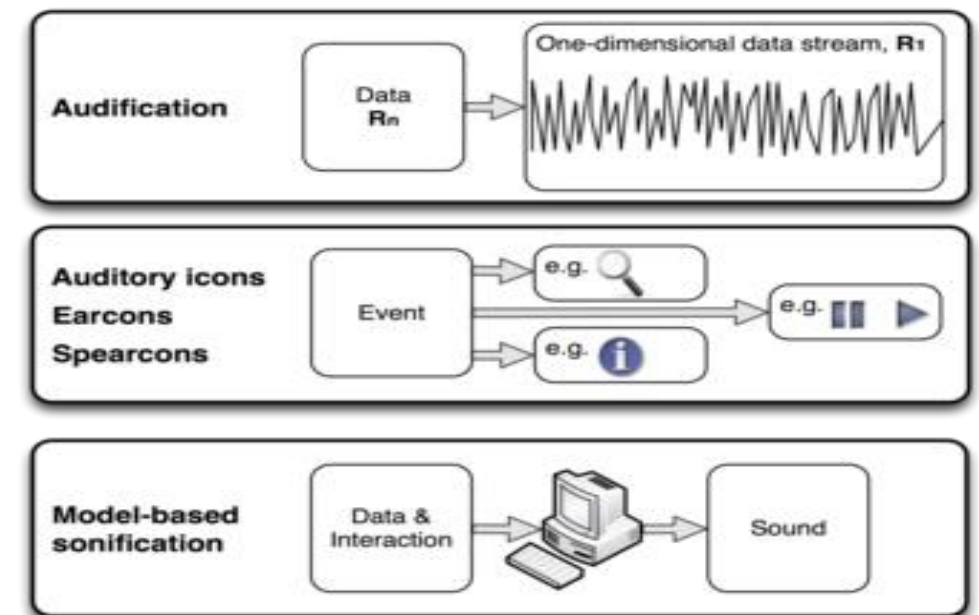 Audification
Data
Rn
One-dimensional data stream, R1
Auditory icons
Earcons
Spearcons
Event
e.g.
e.g.
e.g. i
Model-based
sonification
Data &
Interaction
Sound